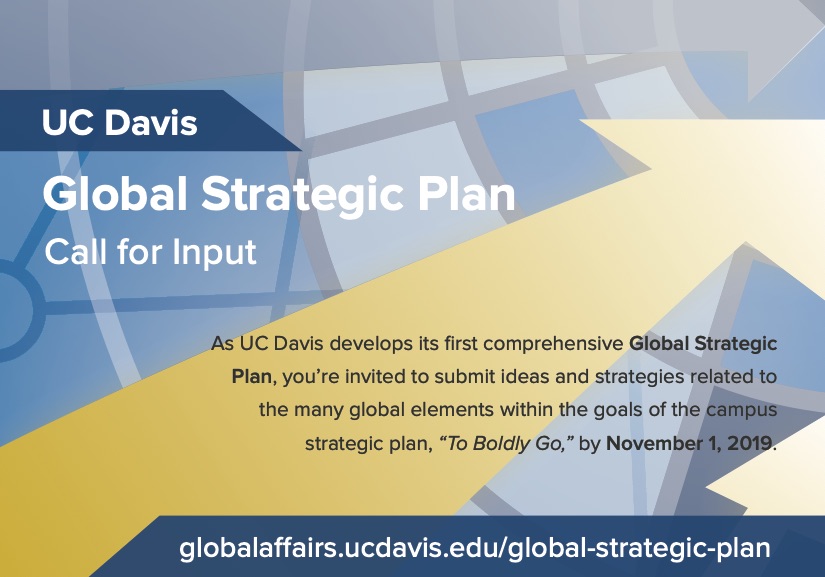 UC Davis
Global Strategic Plan
Call for Input
As UC Davis develops its first comprehensive Global Strategic
Plan, you’re invited to submit ideas and strategies related to
the many global elements within the goals of the campus
strategic plan, “To Boldly Go,” by November 1, 2019.
globalaffairs.ucdavis.edu/global-strategic-plan